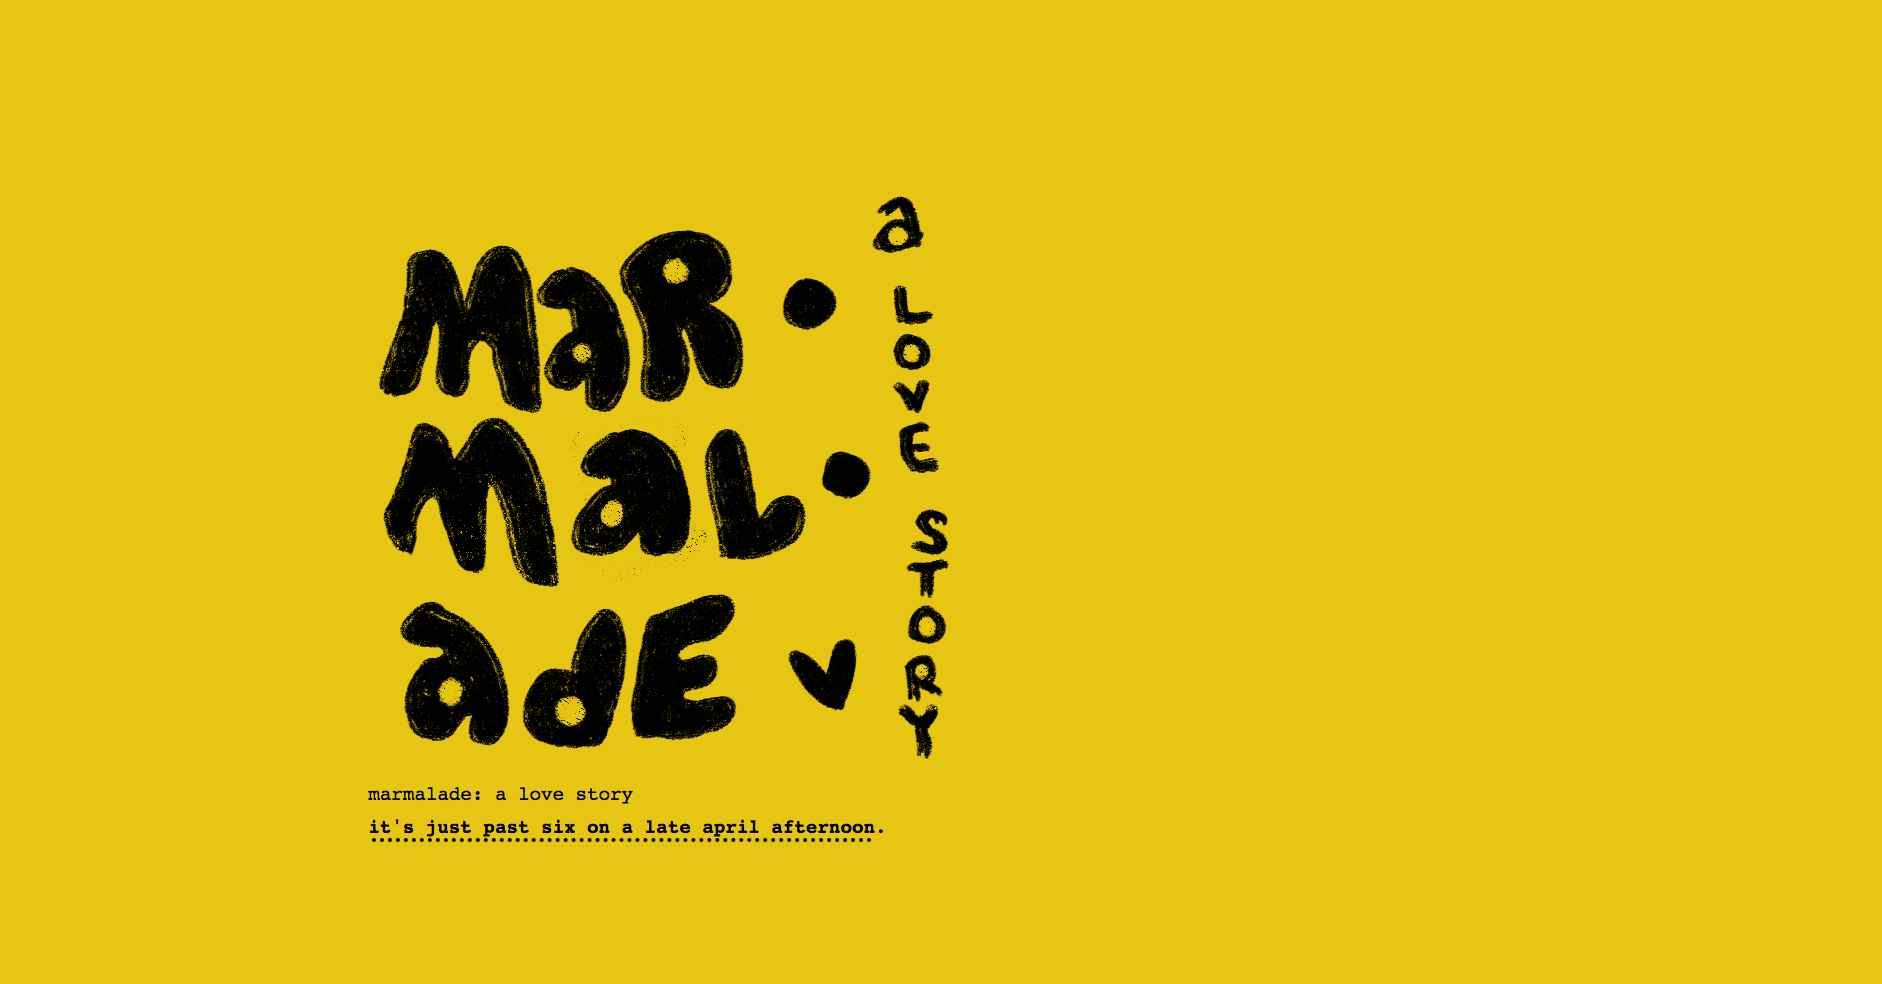 MaR •
MaL •
adE
a LOVE STORY
marmalade: a love story
it's just past six on a late april afternoon.